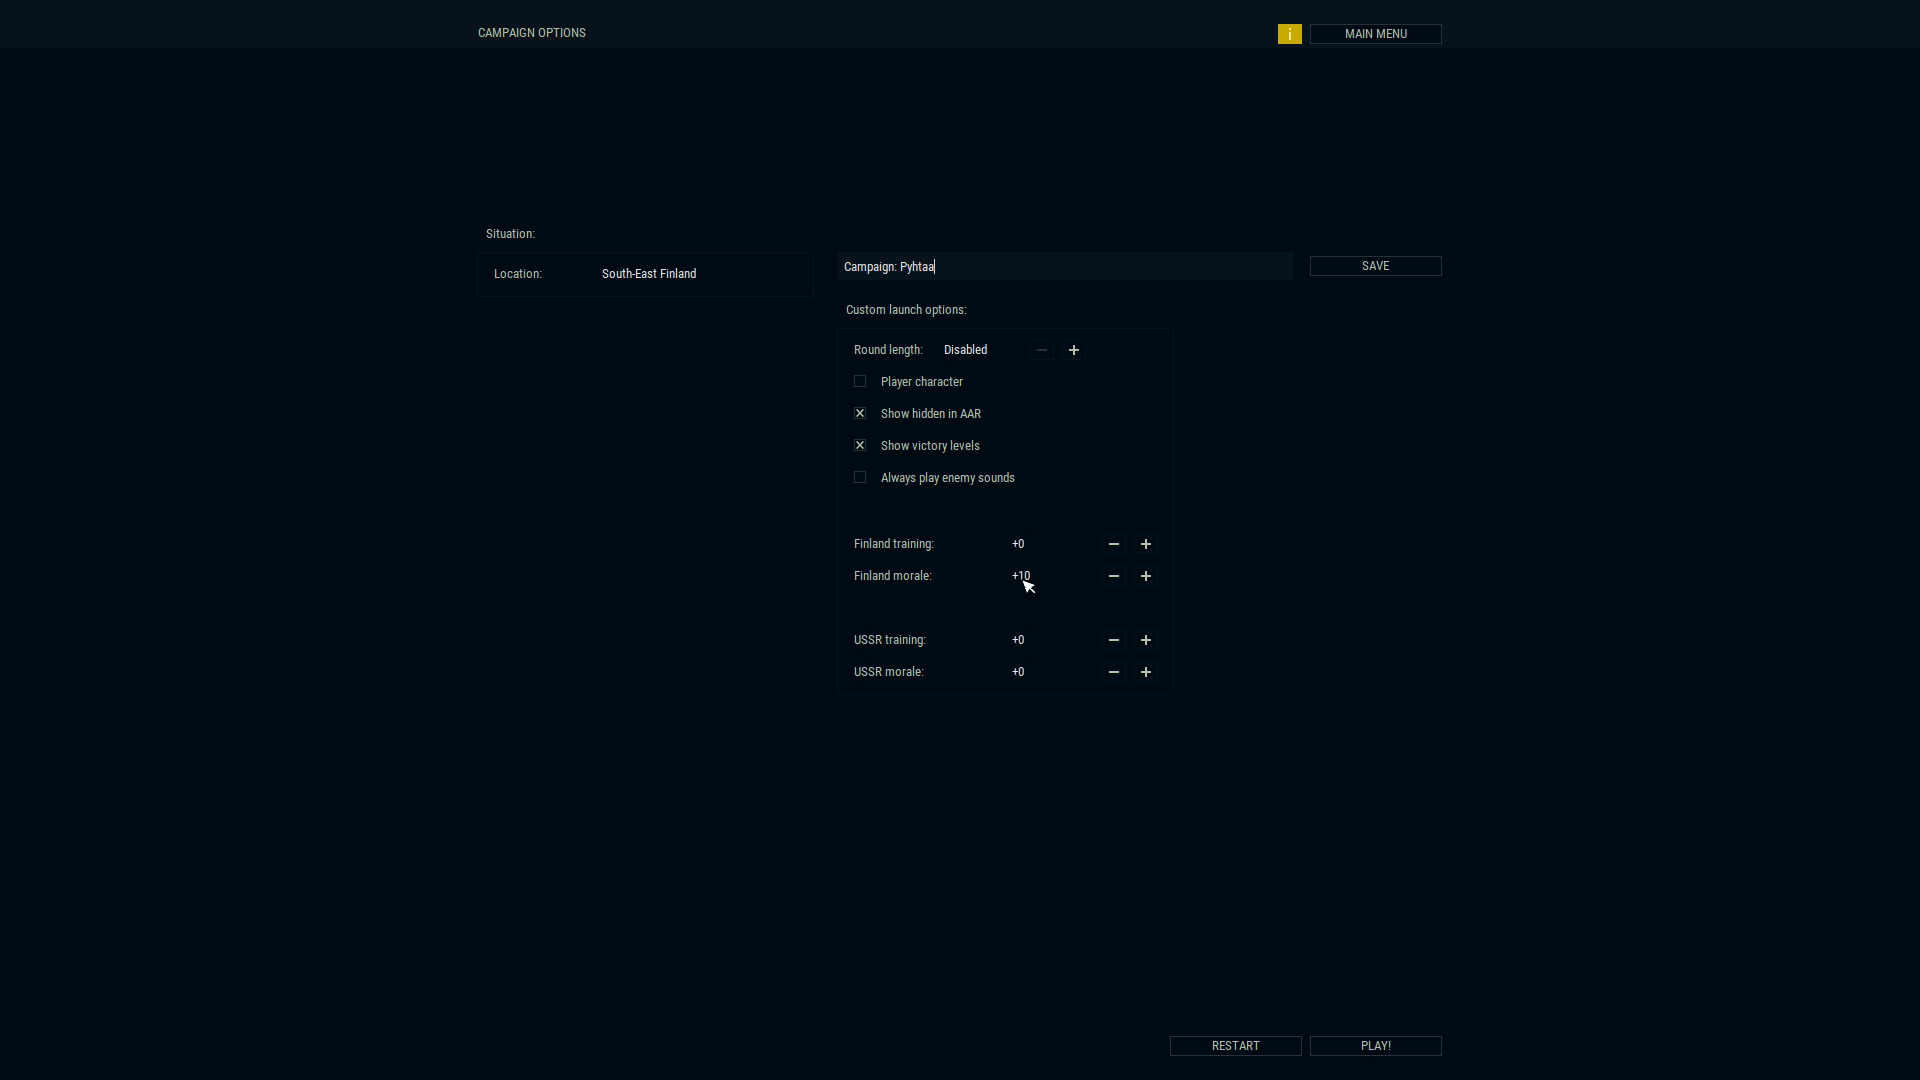 CAMPAIGN OPTIONS
i
MAIN MENU
Situation:
Location: South-East Finland
Campaign: Pyhtaa
SAVE
Custom launch options:
Round length: Disabled
Player character
Show hidden in AAR
Show victory levels
Always play enemy sounds
Finland training: +0
Finland morale: +10
USSR training: +0
USSR morale: +0
RESTART
PLAY!